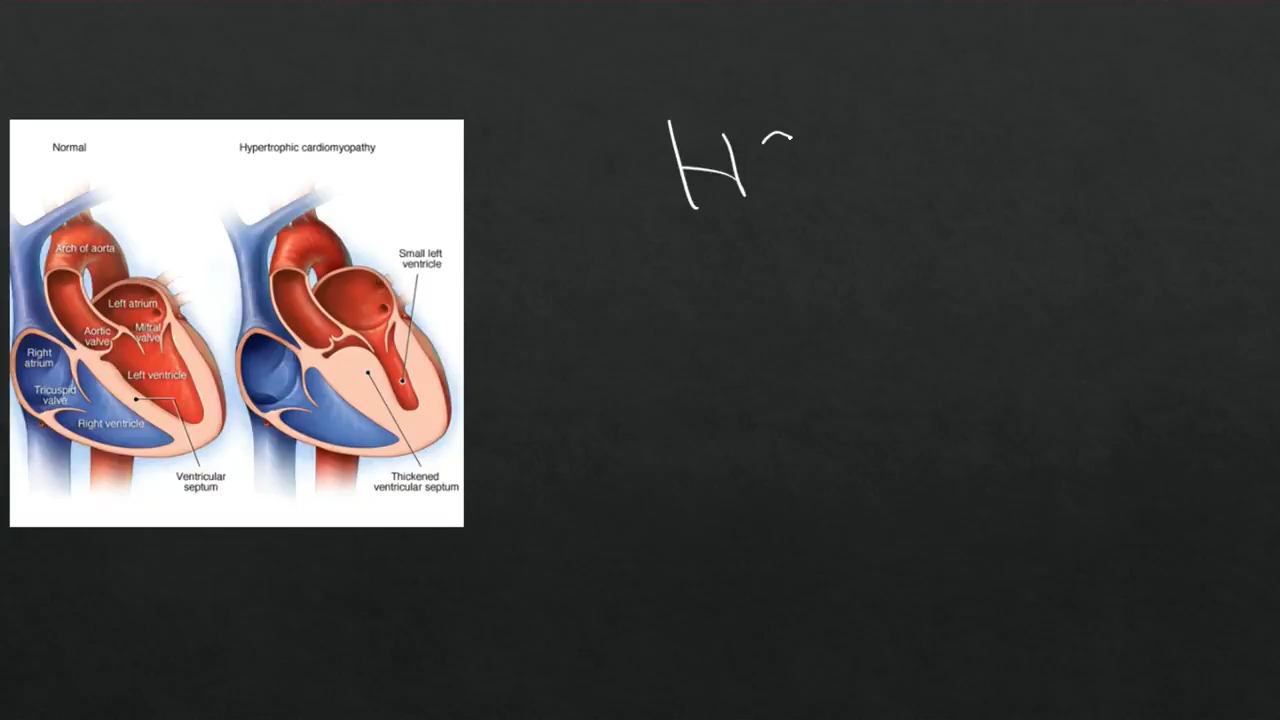 Normal
Hypertrophic cardiomyopathy
Arch of aorta
Left atrium
Aortic
valve
Mitral
valve
Right
atrium
Left ventricle
Tricuspid
valve
Right ventricle
Ventricular
septum
Small left
ventricle
Thickened
ventricular septum
H